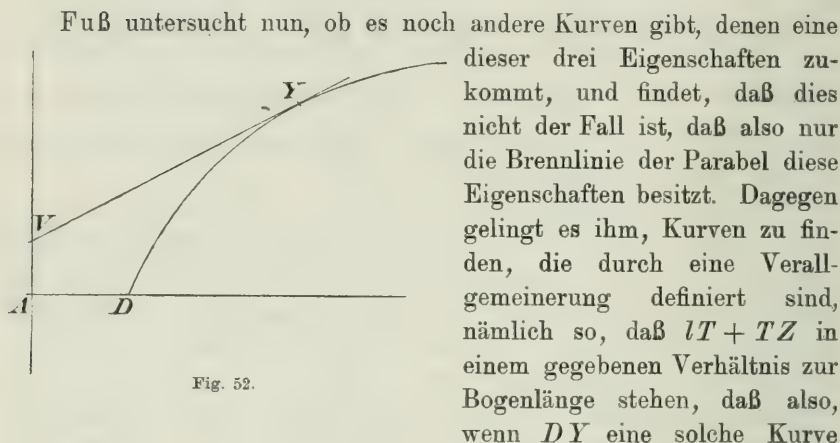 Fuß untersucht nun, ob es noch andere Kurven gibt, denen eine
dieser drei Eigenschaften zu-
kommt, und findet, daß dies
nicht der Fall ist, daß also nur
die Brennlinie der Parabel diese
Eigenschaften besitzt. Dagegen
gelingt es ihm, Kurven zu fin-
den, die durch eine Verall-
gemeinerung definiert sind,
nämlich so, daß lT + TZ in
einem gegebenen Verhältnis zur
Bogenlänge stehen, daß also,
wenn DY eine solche Kurve
Y
V
A
D
Fig. 52.